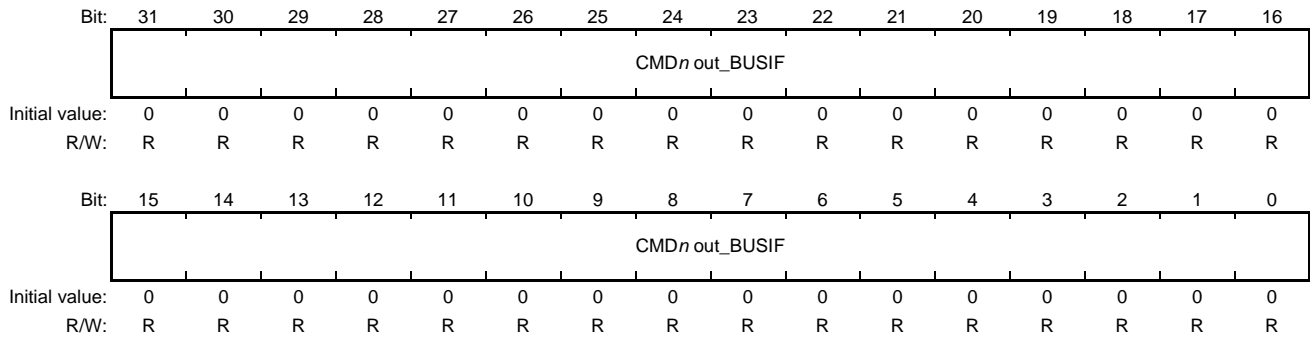 Bit: 31 30 29 28 27 26 25 24 23 22 21 20 19 18 17 16
CMDn out_BUSIF
Initial value: 0 0 0 0 0 0 0 0 0 0 0 0 0 0 0 0
R/W: R R R R R R R R R R R R R R R R
Bit: 15 14 13 12 11 10 9 8 7 6 5 4 3 2 1 0
CMDn out_BUSIF
Initial value: 0 0 0 0 0 0 0 0 0 0 0 0 0 0 0 0
R/W: R R R R R R R R R R R R R R R R